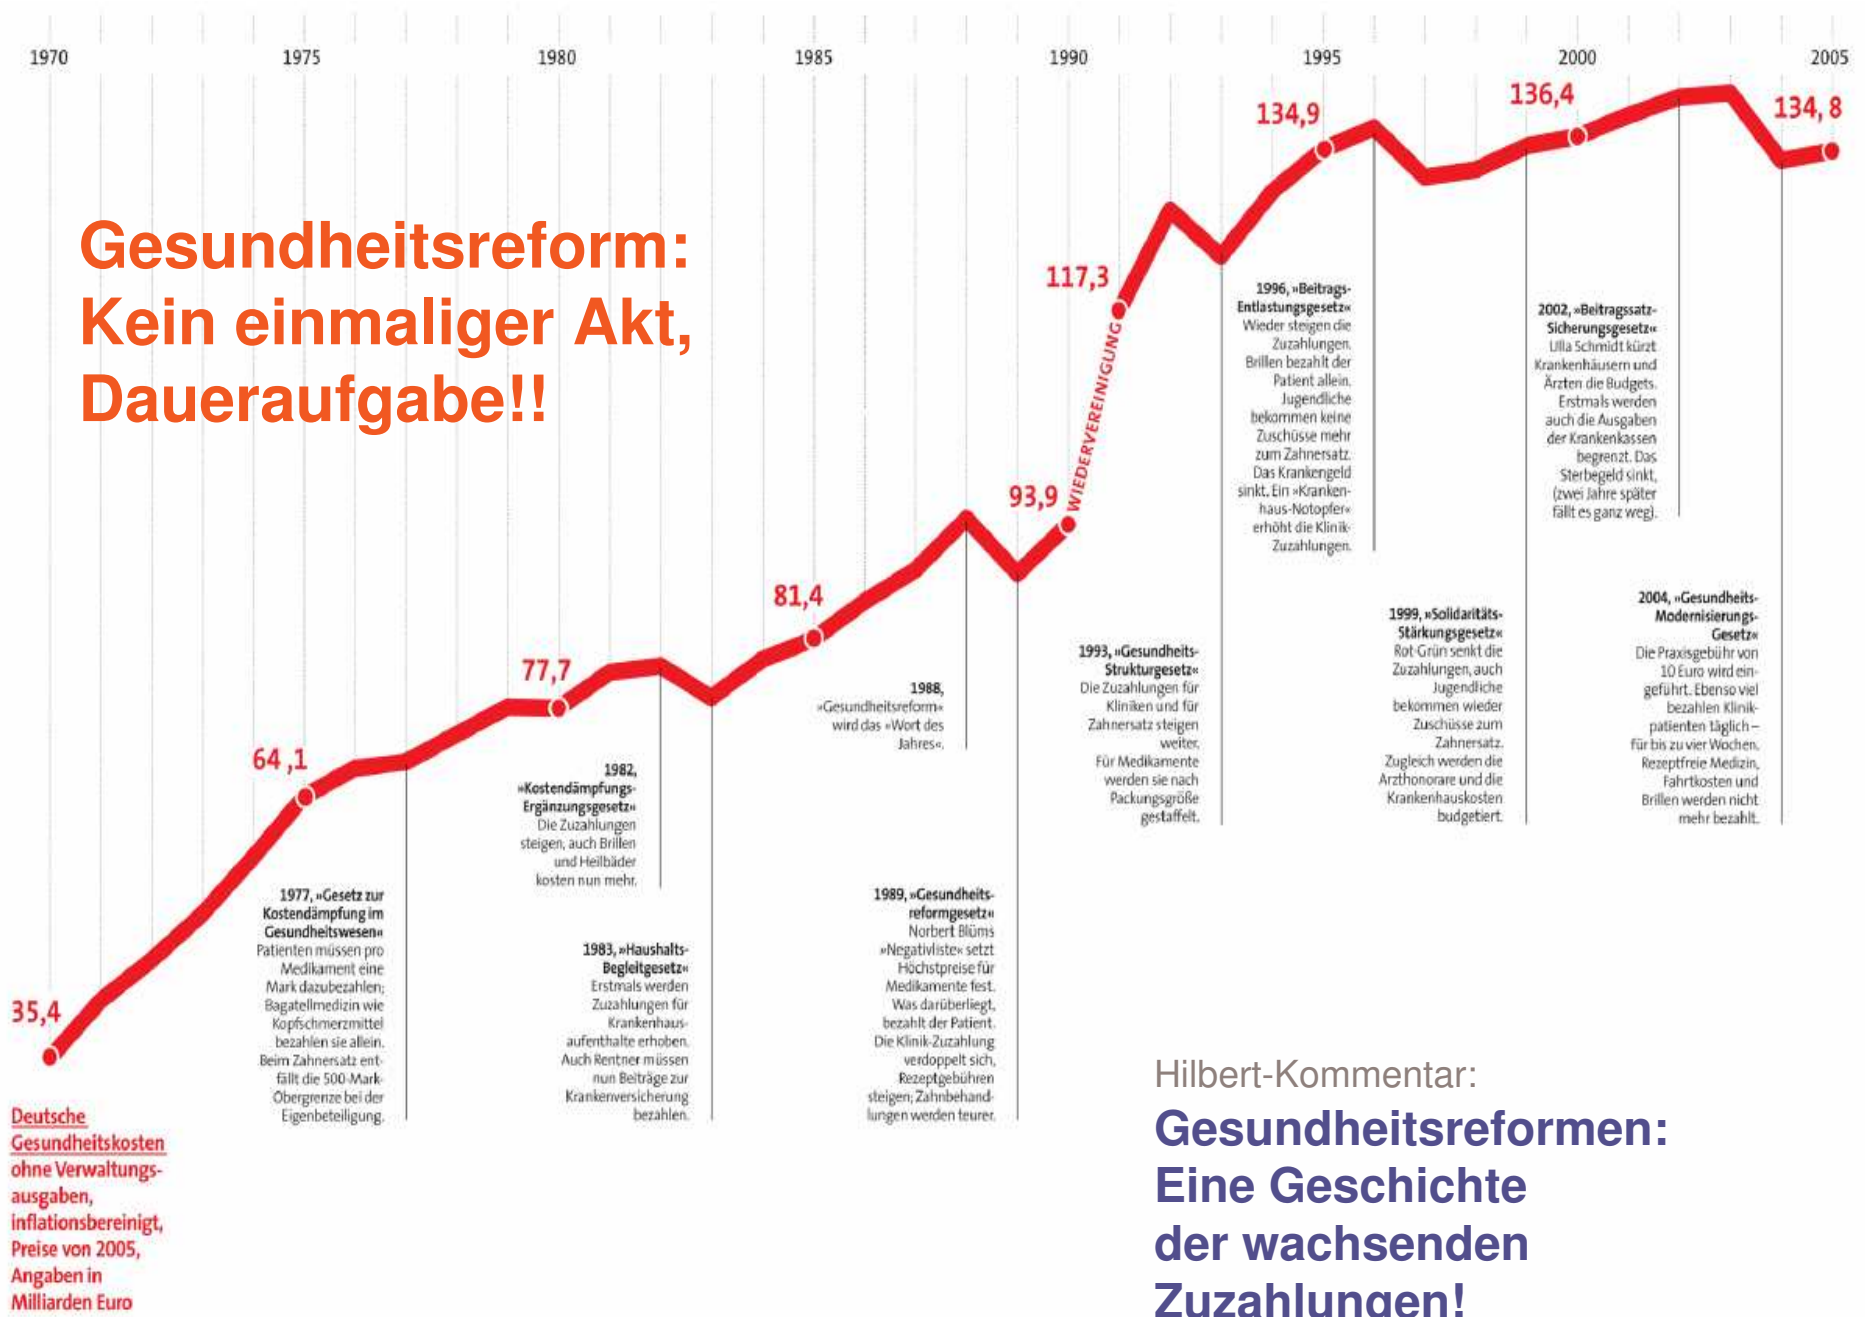 1970
1975
1980
1985
1990
1995
2000
2005
Gesundheitsreform:
Kein einmaliger Akt,
Daueraufgabe!!
35,4
64,1
77,7
81,4
93,9
WIEDERVEREINIGUNG
117,3
134,9
136,4
134,8
1977, »Gesetz zur
Kostendämpfung im
Gesundheitswesen«
Patienten müssen pro
Medikament eine
Mark dazubezahlen;
Bagatellmedizin wie
Kopfschmerzmittel
bezahlen sie allein.
Beim Zahnersatz ent-
fällt die 500-Mark-
Obergrenze bei der
Eigenbeteiligung.
1982,
»Kostendämpfungs-
Ergänzungsgesetz«
Die Zuzahlungen
steigen, auch Brillen
und Heilbäder
kosten nun mehr.
1983, »Haushalts-
Begleitgesetz«
Erstmals werden
Zuzahlungen für
Krankenhaus-
aufenthalte erhoben.
Auch Rentner müssen
nun Beiträge zur
Krankenversicherung
bezahlen.
1988,
»Gesundheitsreform«
wird das »Wort des
Jahres«.
1989, »Gesundheits-
reformgesetz«
Norbert Blüms
»Negativliste« setzt
Höchstpreise für
Medikamente fest.
Was darüberliegt,
bezahlt der Patient.
Die Klinik-Zuzahlung
verdoppelt sich,
Rezeptgebühren
steigen; Zahnbehand-
lungen werden teurer.
1993, »Gesundheits-
Strukturgesetz«
Die Zuzahlungen für
Kliniken und für
Zahnersatz steigen
weiter.
Für Medikamente
werden sie nach
Packungsgröße
gestaffelt.
1996, »Beitrags-
Entlastungsgesetz«
Wieder steigen die
Zuzahlungen.
Brillen bezahlt der
Patient allein.
Jugendliche
bekommen keine
Zuschüsse mehr
zum Zahnersatz.
Das Krankengeld
sinkt. Ein »Kranken-
haus-Notopfer«
erhöht die Klinik-
Zuzahlungen.
1999, »Solidaritäts-
Stärkungsgesetz«
Rot-Grün senkt die
Zuzahlungen, auch
Jugendliche
bekommen wieder
Zuschüsse zum
Zahnersatz.
Zugleich werden die
Arzthonorare und die
Krankenhauskosten
budgetiert.
2002, »Beitragssatz-
Sicherungsgesetz«
Ulla Schmidt kürzt
Krankenhäusern und
Ärzten die Budgets.
Erstmals werden
auch die Ausgaben
der Krankenkassen
begrenzt. Das
Sterbegeld sinkt,
(zwei Jahre später
fällt es ganz weg).
2004, »Gesundheits-
Modernisierungs-
Gesetz«
Die Praxisgebühr von
10 Euro wird ein-
geführt. Ebenso viel
bezahlen Klinik-
patienten täglich –
für bis zu vier Wochen.
Rezeptfreie Medizin,
Fahrtkosten und
Brillen werden nicht
mehr bezahlt.
Deutsche
Gesundheitskosten
ohne Verwaltungs-
ausgaben,
inflationsbereinigt,
Preise von 2005,
Angaben in
Milliarden Euro
Hilbert-Kommentar:
Gesundheitsreformen:
Eine Geschichte
der wachsenden
Zuzahlungen!